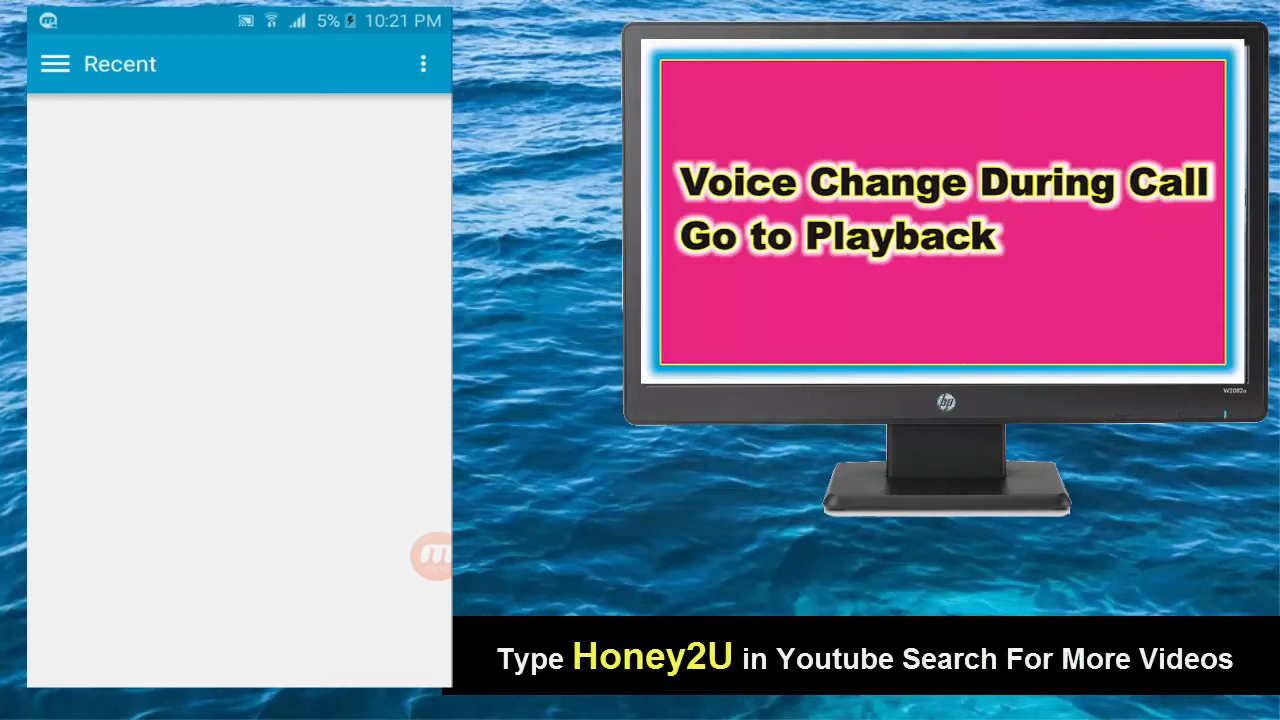 5% 10:21 PM
Recent
Voice Change During Call
Go to Playback
hp
Type Honey2U in Youtube Search For More Videos